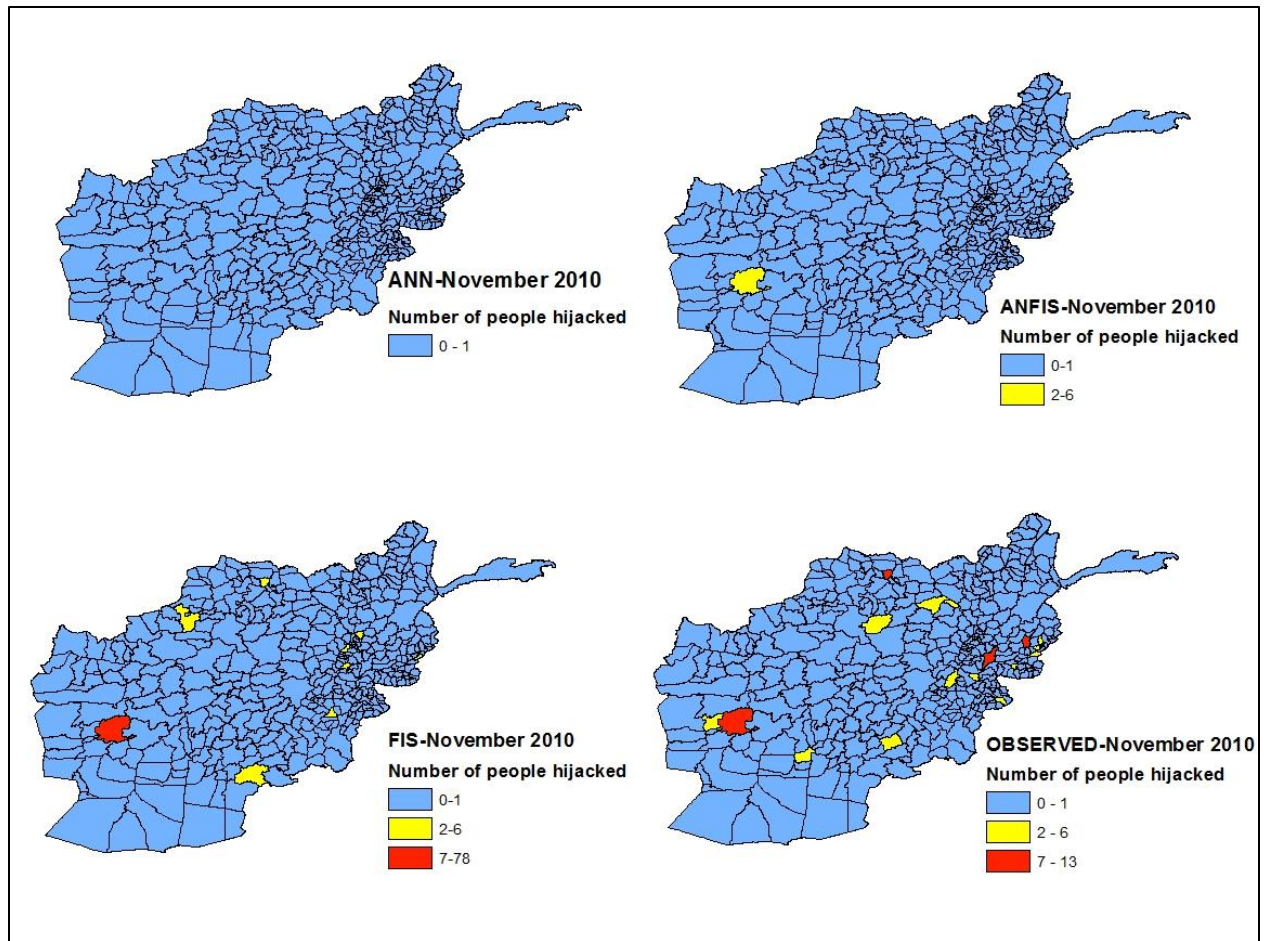 ANN-November 2010
Number of people hijacked
0 - 1
ANFIS-November 2010
Number of people hijacked
0-1
2-6
FIS-November 2010
Number of people hijacked
0-1
2-6
7-78
OBSERVED-November 2010
Number of people hijacked
0 - 1
2 - 6
7 - 13